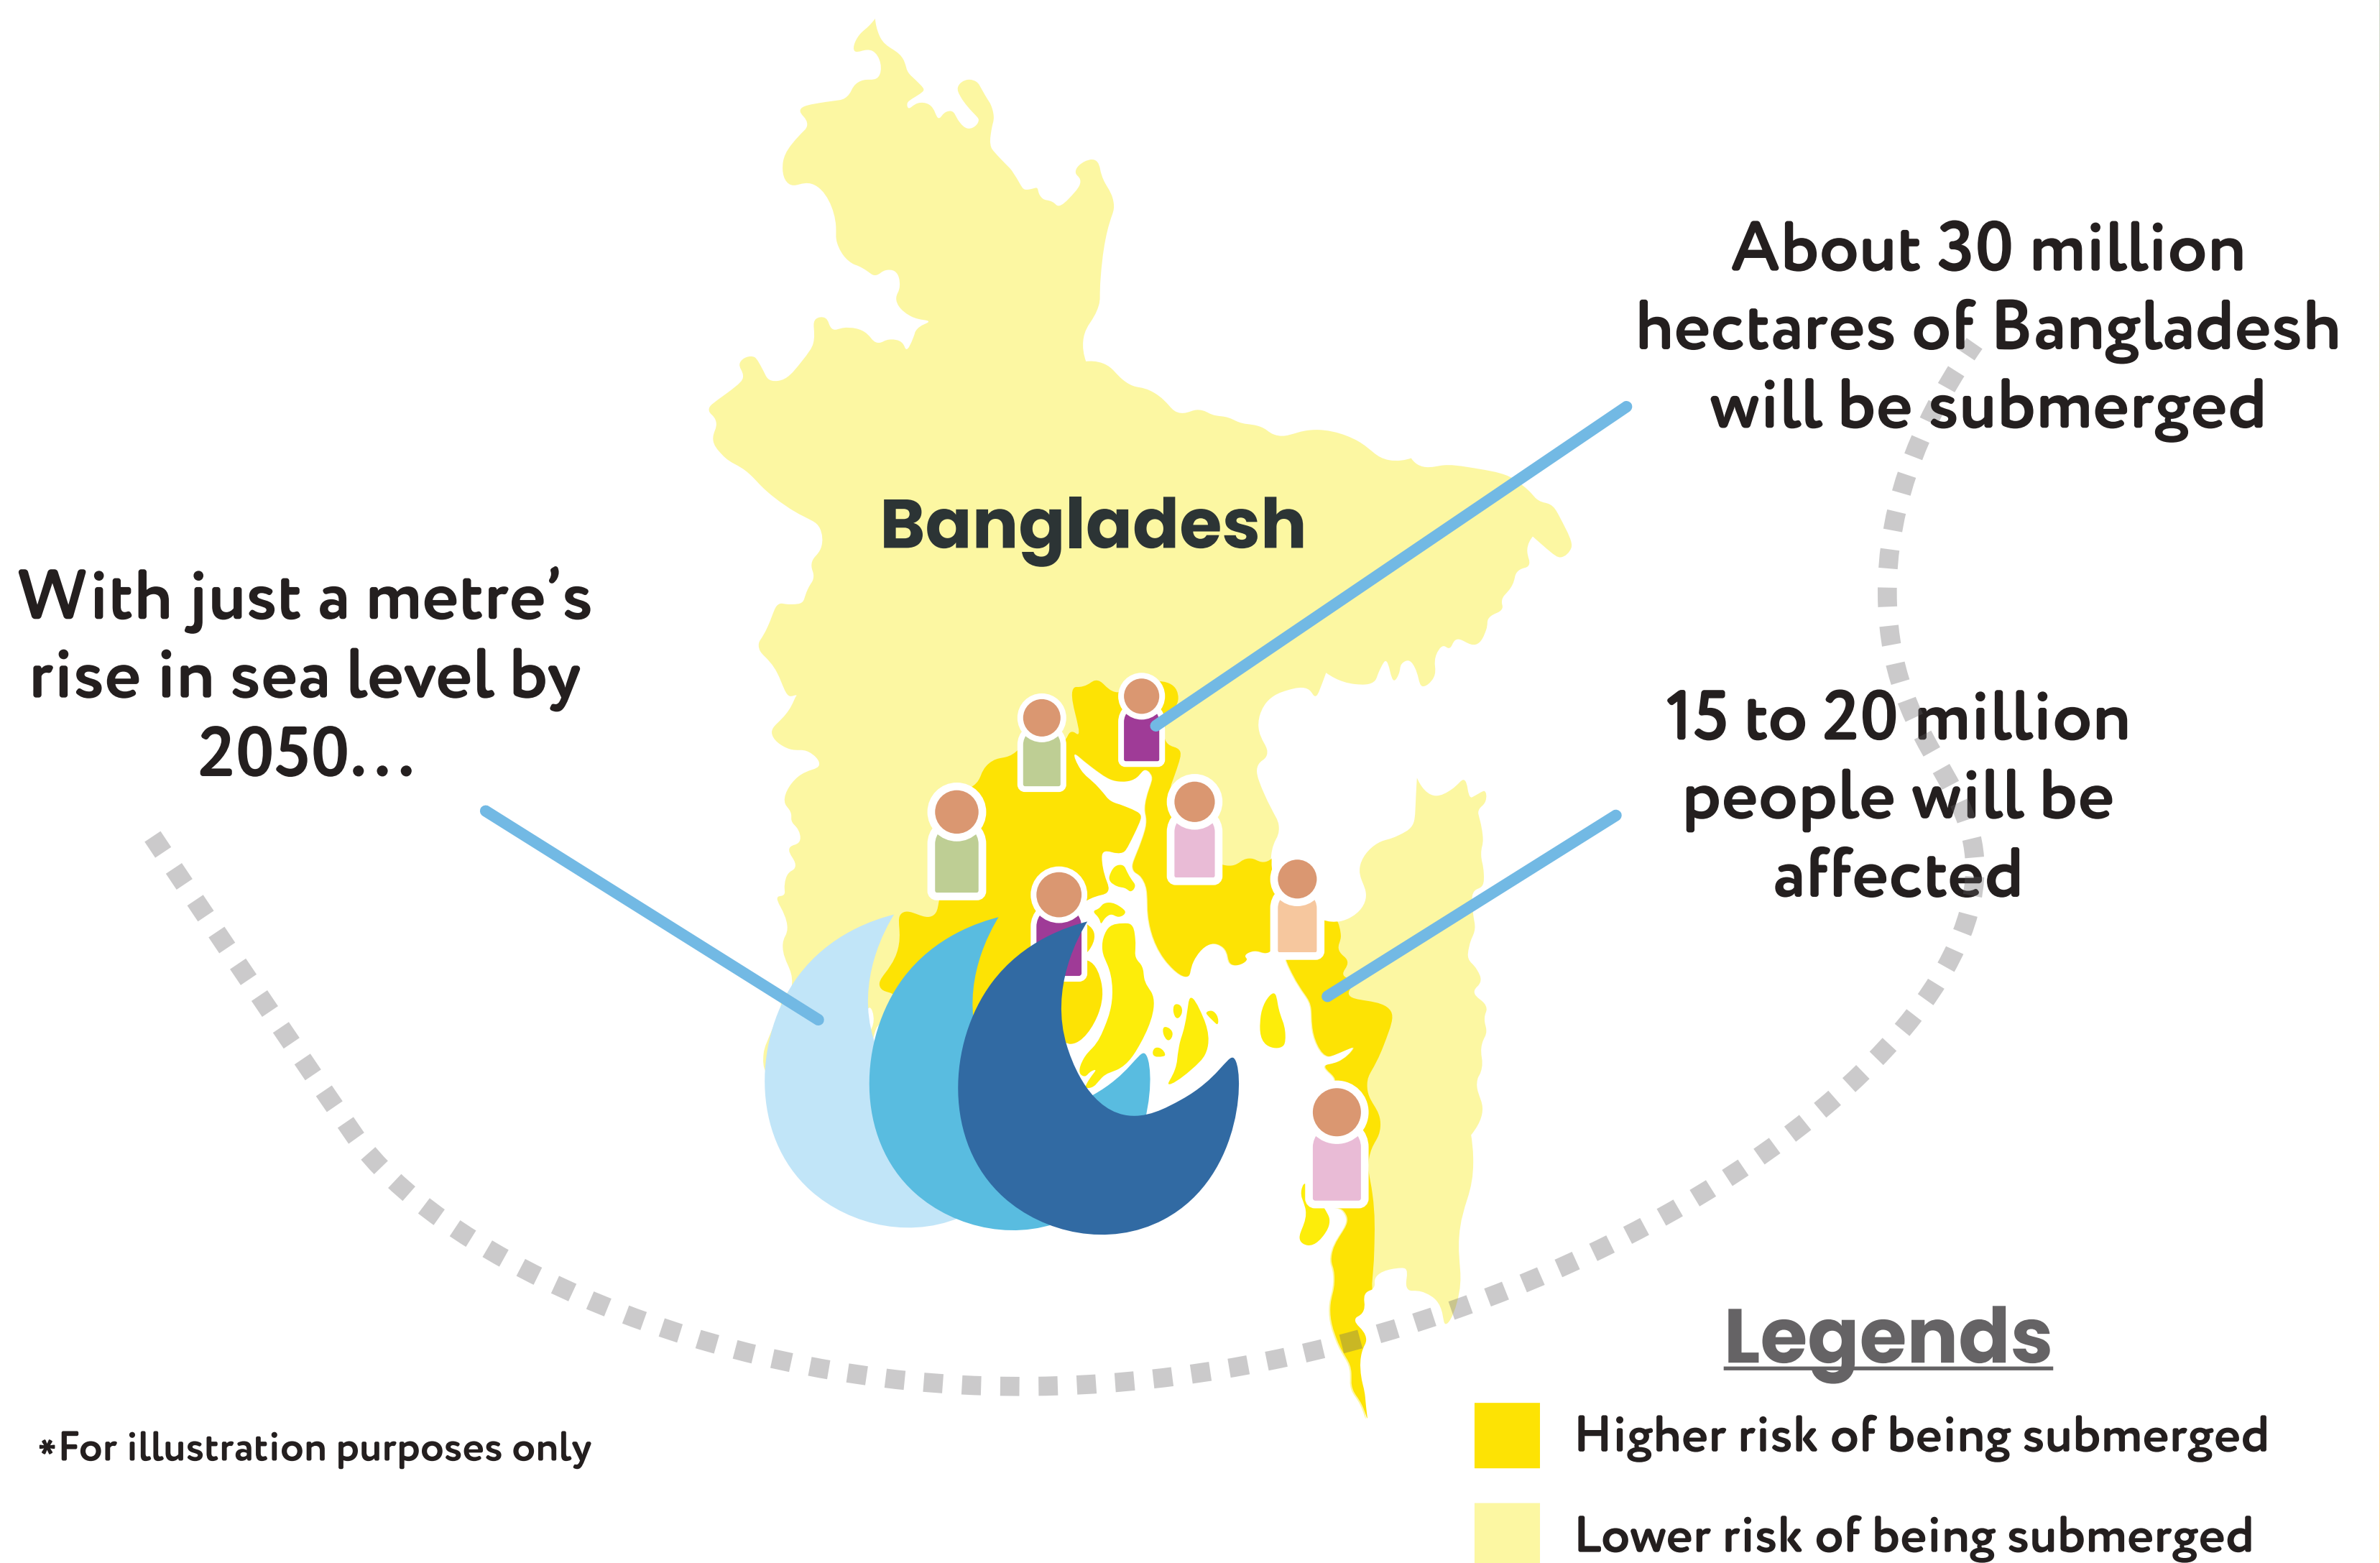 About 30 million
hectares of Bangladesh
will be submerged
Bangladesh
With just a metre’s
rise in sea level by
2050...
15 to 20 million
people will be
affected
Legends
Higher risk of being submerged
Lower risk of being submerged
*For illustration purposes only